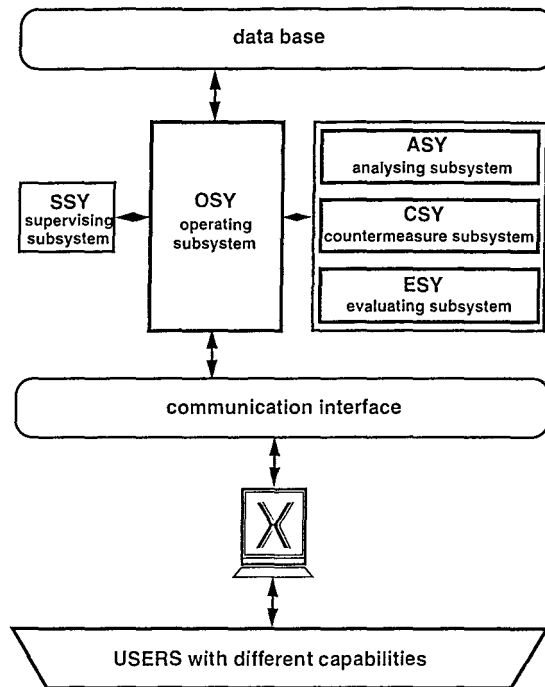 data base
SSY
supervising
subsystem
OSY
operating
subsystem
ASY
analysing subsystem
CSY
countermeasure subsystem
ESY
evaluating subsystem
communication interface
X
USERS with different capabilities